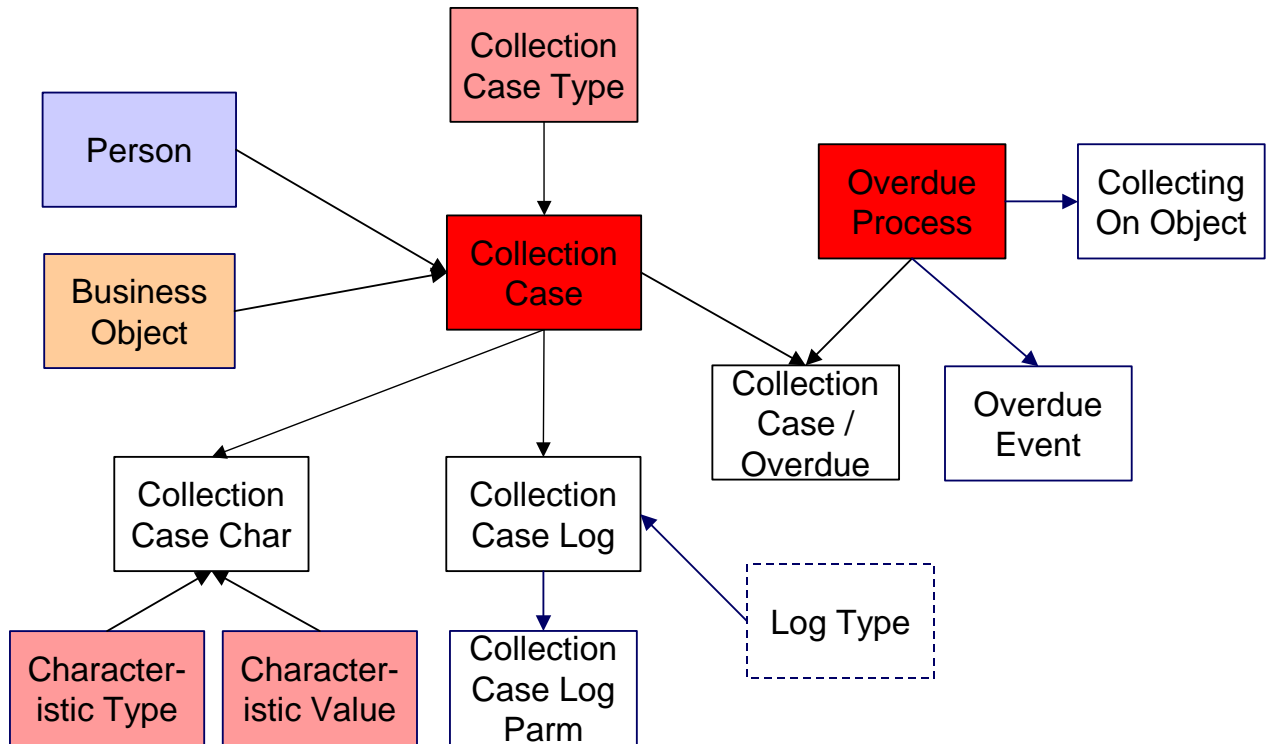 Collection
Case Type
Person
Overdue
Process
Collecting
On Object
Collection
Case
Business
Object
Collection
Case /
Overdue
Overdue
Event
Collection
Case Char
Collection
Case Log
Log Type
Character-
istic Type
Character-
istic Value
Collection
Case Log
Parm